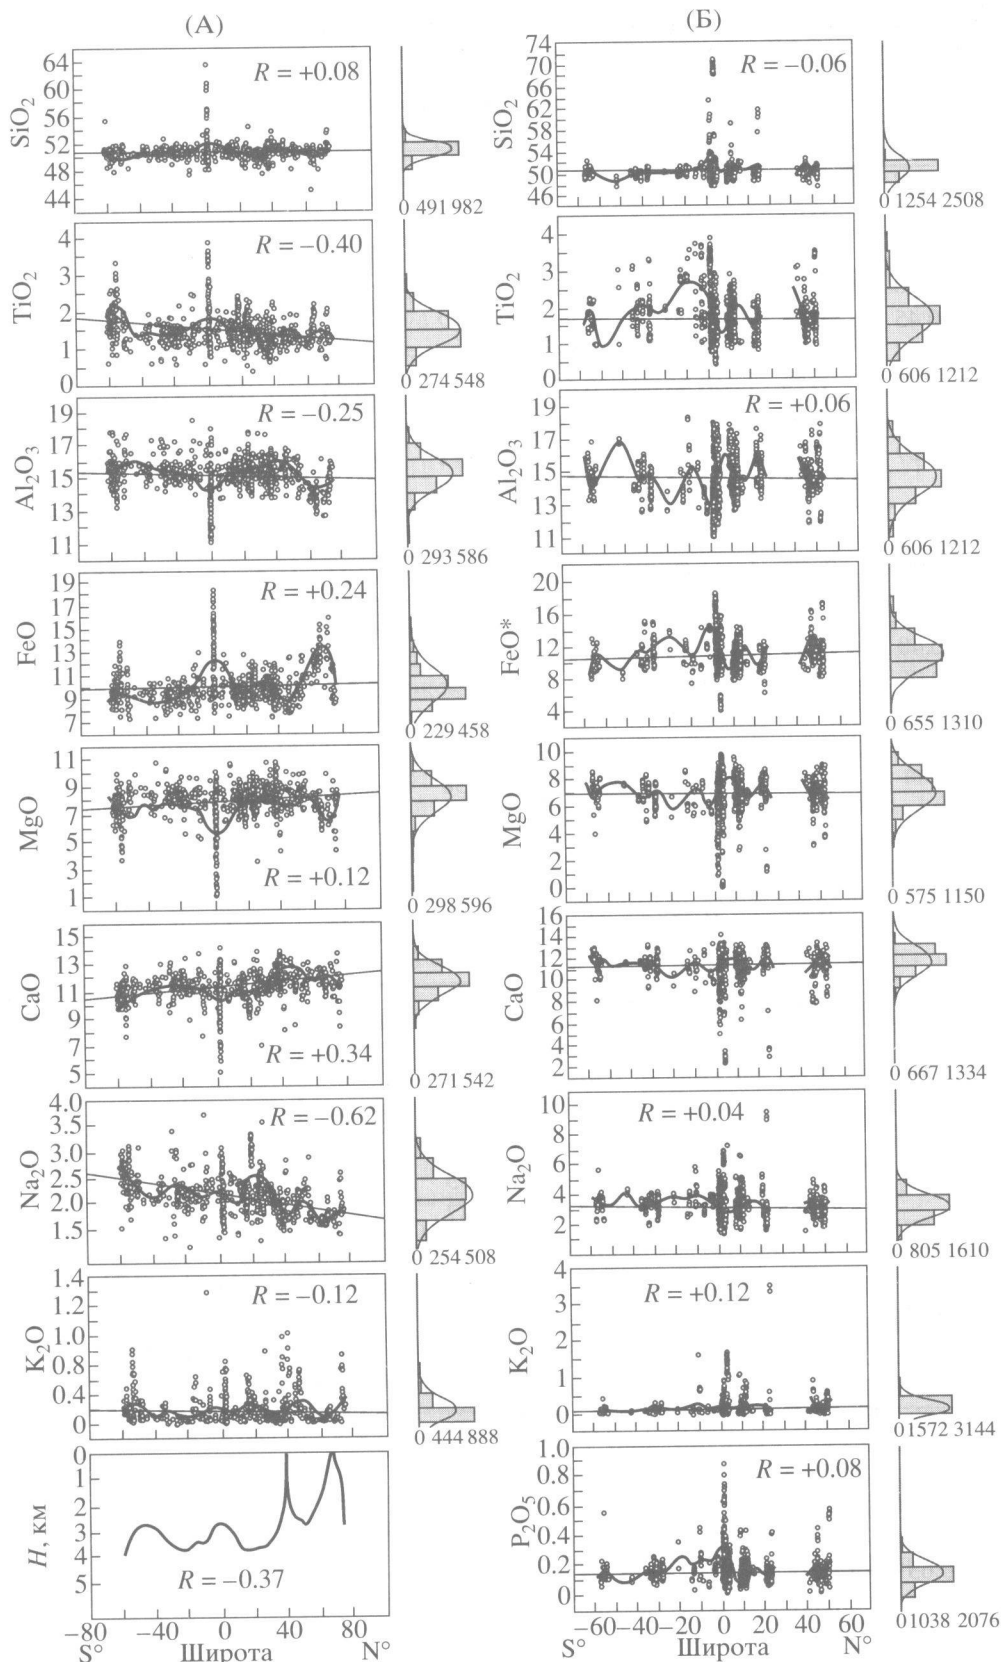 (А)
64
60
56
52
48
44
SiO2
R = +0.08
0 491 982
4
3
2
1
0
TiO2
R = −0.40
0 274 548
19
17
15
13
11
Al2O3
R = −0.25
0 293 586
19
17
15
13
11
9
7
FeO
R = +0.24
0 229 458
11
9
7
5
3
1
MgO
R = +0.12
0 298 596
15
13
11
9
7
5
CaO
R = +0.34
0 271 542
4.0
3.0
2.5
2.0
1.5
Na2O
R = −0.62
0 254 508
1.4
1.0
0.8
0.4
0
K2O
R = −0.12
0 444 888
0
1
2
3
4
5
H, км
R = −0.37
−80 −40 0 40 80
S° Широта N°
(Б)
74
70
66
62
58
54
50
46
SiO2
R = −0.06
0 1254 2508
4
3
2
1
0
TiO2
0 606 1212
19
17
15
13
11
Al2O3
R = +0.06
0 606 1212
20
16
12
8
4
FeO*
0 655 1310
10
8
6
4
2
0
MgO
0 575 1150
16
14
12
10
8
6
4
2
CaO
0 667 1334
10
8
6
4
2
0
Na2O
R = +0.04
0 805 1610
4
3
2
1
0
K2O
R = +0.12
0 1572 3144
1.0
0.8
0.6
0.4
0.2
0
P2O5
R = +0.08
0 1038 2076
−60 −40 −20 0 20 40 60
S° Широта N°